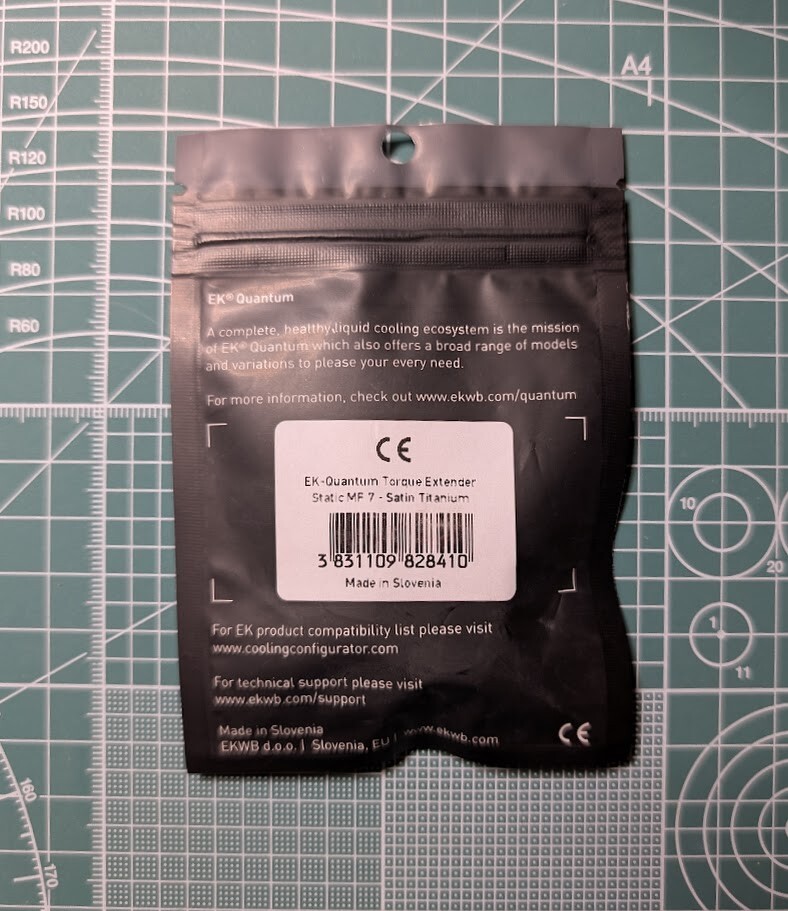 R200
A4
R150
R120
R100
R80
R60
EK® Quantum
A complete, healthy liquid cooling ecosystem is the mission
of EK® Quantum which also offers a broad range of models
and variations to please your every need.
For more information, check out www.ekwb.com/quantum
CE
EK-Quantum Torque Extender
Static MF 7 - Satin Titanium
3 831109 828410
Made in Slovenia
10
20
1
11
For EK product compatibility list please visit
www.coolingconfigurator.com
For technical support please visit
www.ekwb.com/support
Made in Slovenia
EKWB d.o.o. | Slovenia, EU | www.ekwb.com
CE
160
170